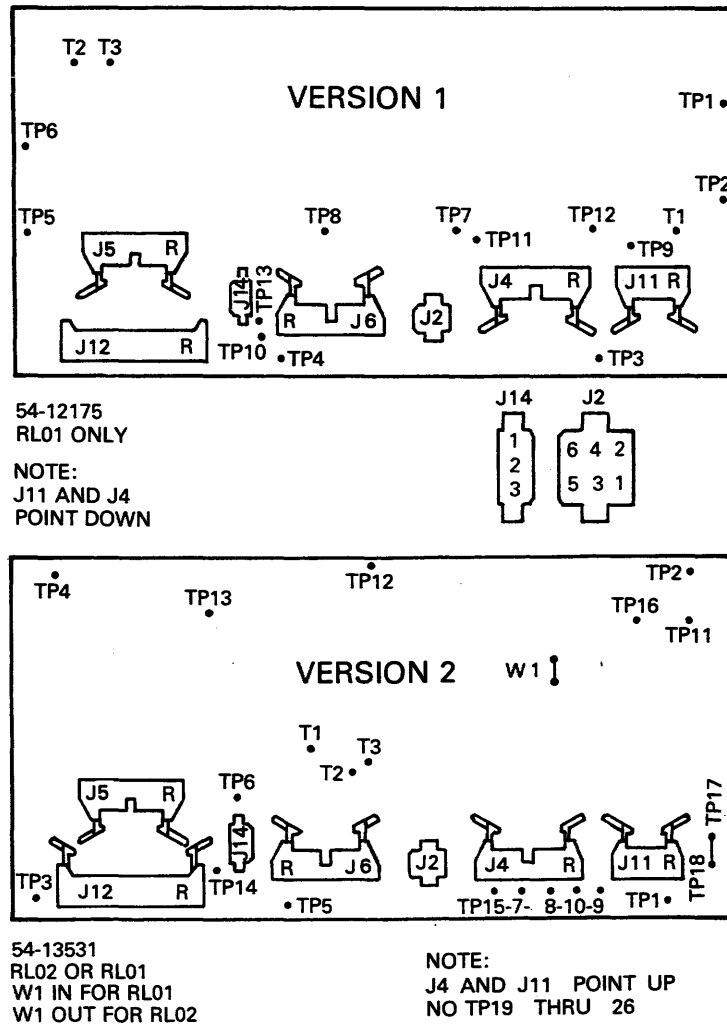 T2 T3
VERSION 1
TP1
TP6
TP2
TP5
TP8
TP7
TP11
TP12
T1
TP9
J5 R
J14
TP13
J4 R
J11 R
R J6
J2
J12 R
TP10
TP4
TP3
54-12175
RL01 ONLY
NOTE:
J11 AND J4
POINT DOWN
J14
1
2
3
J2
6 4 2
5 3 1
TP4
TP12
TP2
TP13
TP16
TP11
VERSION 2
W1
T1
T3
T2
J5 R
TP6
TP17
J14
R J6
J2
J4 R
J11 R
TP18
TP3
J12 R
TP14
TP5
TP15-7- 8-10-9
TP1
54-13531
RL02 OR RL01
W1 IN FOR RL01
W1 OUT FOR RL02
NOTE:
J4 AND J11 POINT UP
NO TP19 THRU 26